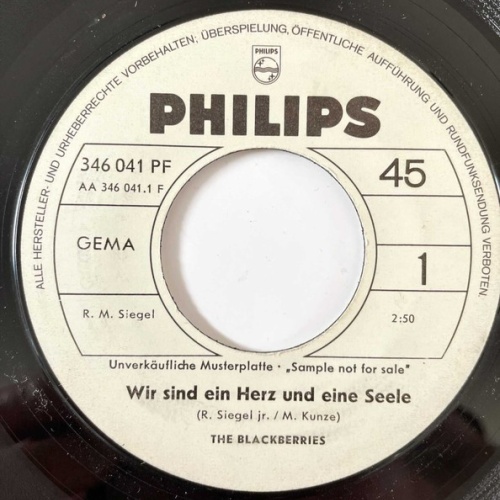 ALLE HERSTELLER- UND URHEBERRECHTE VORBEHALTEN; ÜBERSPIELUNG, ÖFFENTLICHE AUFFÜHRUNG UND RUNDFUNKSENDUNG VERBOTEN.
PHILIPS
PHILIPS
346 041 PF
45
AA 346 041.1 F
GEMA
1
R. M. Siegel
2:50
Unverkäufliche Musterplatte · „Sample not for sale"
Wir sind ein Herz und eine Seele
(R. Siegel jr. / M. Kunze)
THE BLACKBERRIES